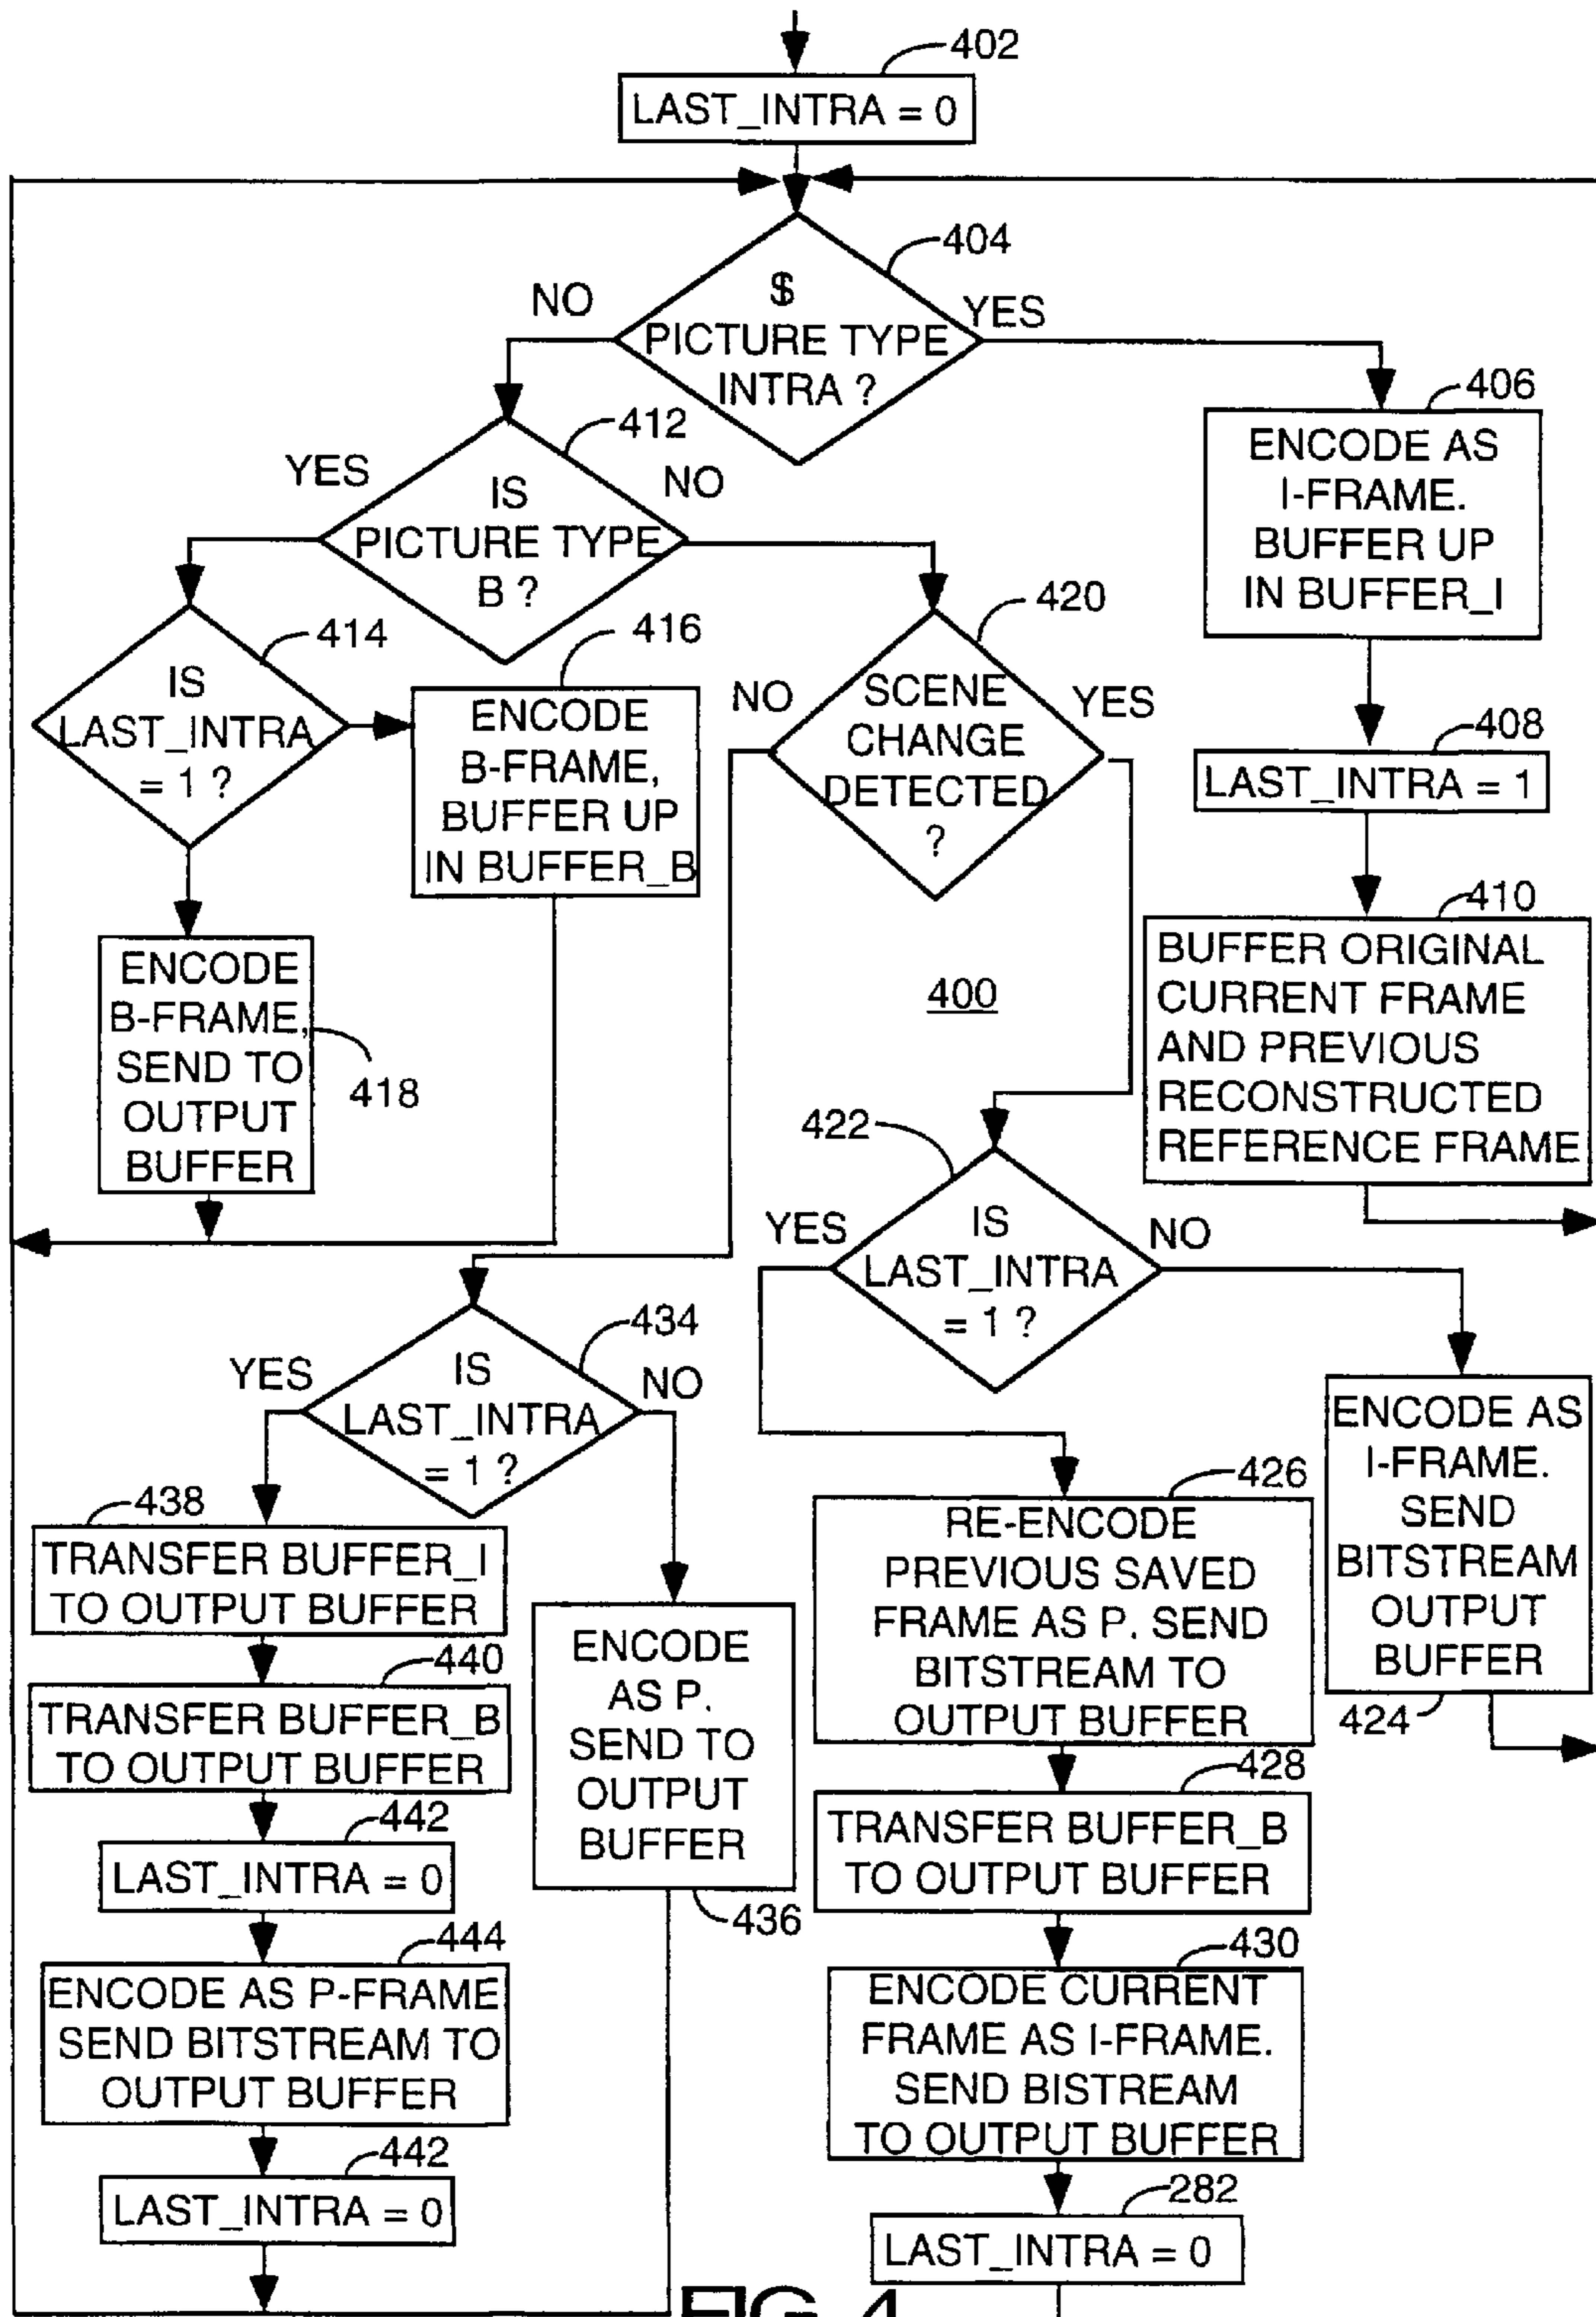 402
LAST_INTRA = 0
404
$
PICTURE TYPE
INTRA ?
NO
YES
406
ENCODE AS
I-FRAME.
BUFFER UP
IN BUFFER_I
412
IS
PICTURE TYPE
B ?
YES
NO
408
LAST_INTRA = 1
410
BUFFER ORIGINAL
CURRENT FRAME
AND PREVIOUS
RECONSTRUCTED
REFERENCE FRAME
414
IS
LAST_INTRA
= 1 ?
416
ENCODE
B-FRAME,
BUFFER UP
IN BUFFER_B
420
SCENE
CHANGE
DETECTED
?
NO
YES
ENCODE
B-FRAME,
SEND TO
OUTPUT
BUFFER
418
400
422
IS
LAST_INTRA
= 1 ?
YES
NO
434
IS
LAST_INTRA
= 1 ?
YES
NO
ENCODE AS
I-FRAME.
SEND
BITSTREAM
OUTPUT
BUFFER
424
426
RE-ENCODE
PREVIOUS SAVED
FRAME AS P. SEND
BITSTREAM TO
OUTPUT BUFFER
438
TRANSFER BUFFER_I
TO OUTPUT BUFFER
440
TRANSFER BUFFER_B
TO OUTPUT BUFFER
ENCODE
AS P.
SEND TO
OUTPUT
BUFFER
436
428
TRANSFER BUFFER_B
TO OUTPUT BUFFER
442
LAST_INTRA = 0
444
ENCODE AS P-FRAME
SEND BITSTREAM TO
OUTPUT BUFFER
430
ENCODE CURRENT
FRAME AS I-FRAME.
SEND BISTREAM
TO OUTPUT BUFFER
442
LAST_INTRA = 0
282
LAST_INTRA = 0
FIG. 4